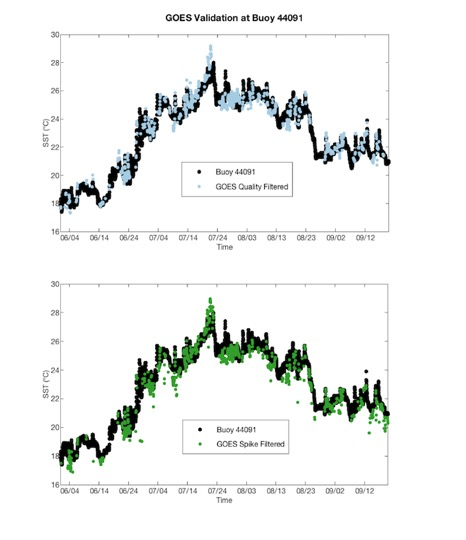 GOES Validation at Buoy 44091
30
28
26
24
22
20
18
16
SST (°C)
06/04 06/14 06/24 07/04 07/14 07/24 08/03 08/13 08/23 09/02 09/12
Time
Buoy 44091
GOES Quality Filtered
30
28
26
24
22
20
18
16
SST (°C)
06/04 06/14 06/24 07/04 07/14 07/24 08/03 08/13 08/23 09/02 09/12
Time
Buoy 44091
GOES Spike Filtered